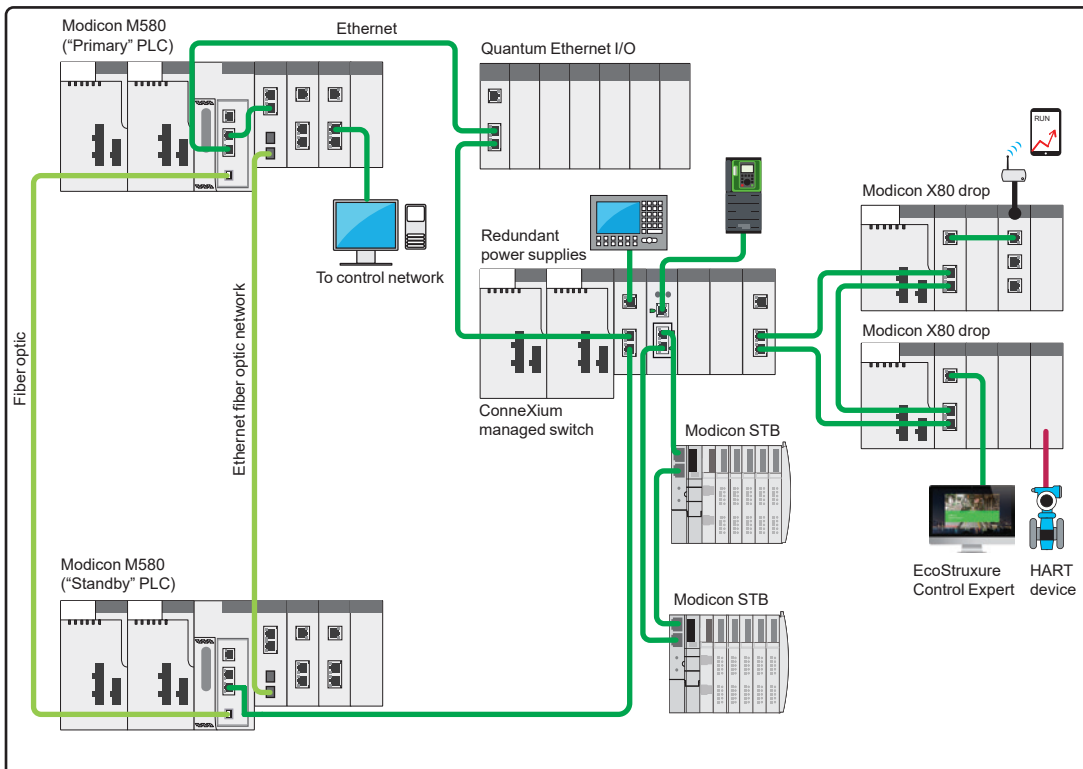 Modicon M580
("Primary" PLC)
Ethernet
Quantum Ethernet I/O
RUN
Modicon X80 drop
Redundant
power supplies
To control network
Modicon X80 drop
Fiber optic
Ethernet fiber optic network
ConneXium
managed switch
Modicon STB
EcoStruxure
Control Expert
HART
device
Modicon M580
("Standby" PLC)
Modicon STB